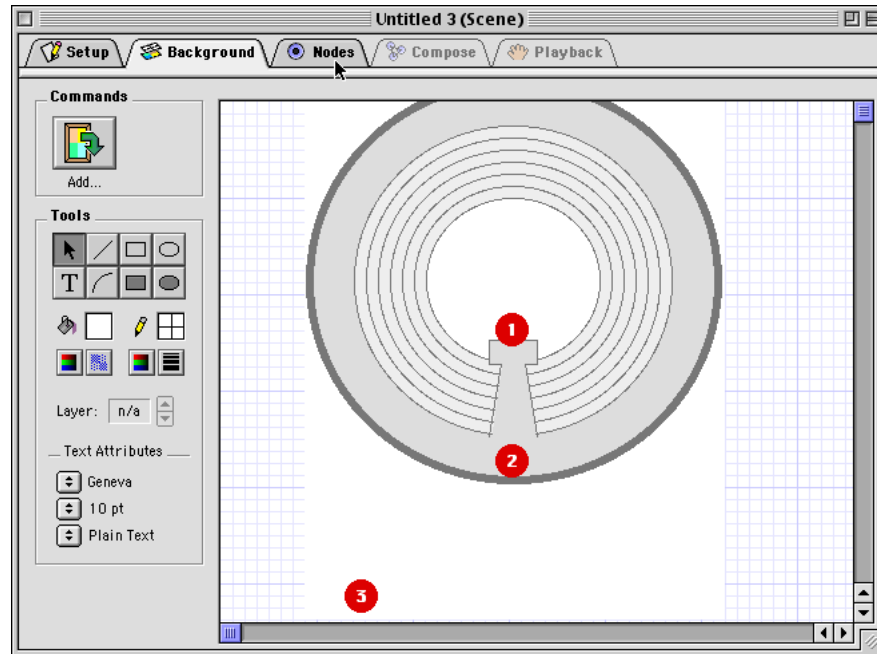 Untitled 3 (Scene)
Setup Background Nodes Compose Playback
Commands
Add...
Tools
T
Layer: n/a
Text Attributes
Geneva
10 pt
Plain Text
1
2
3